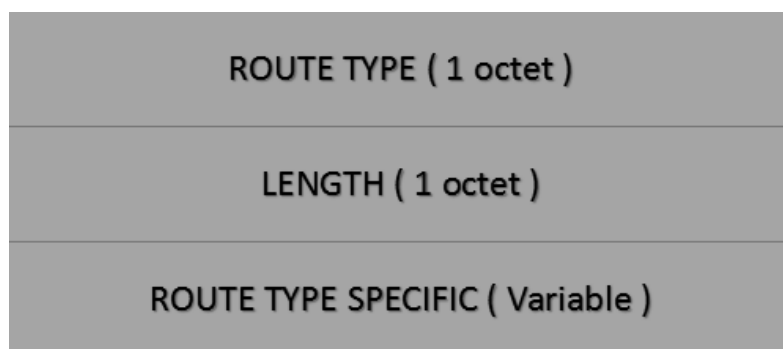 ROUTE TYPE ( 1 octet )
LENGTH ( 1 octet )
ROUTE TYPE SPECIFIC ( Variable )